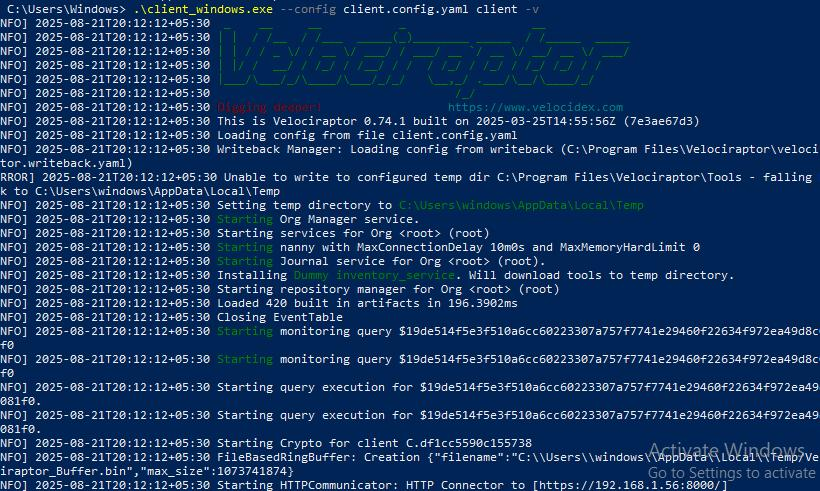 C:\Users\Windows> .\client_windows.exe --config client.config.yaml client -v
NFO] 2025-08-21T20:12:12+05:30
NFO] 2025-08-21T20:12:12+05:30
NFO] 2025-08-21T20:12:12+05:30
NFO] 2025-08-21T20:12:12+05:30
NFO] 2025-08-21T20:12:12+05:30
NFO] 2025-08-21T20:12:12+05:30
NFO] 2025-08-21T20:12:12+05:30 Digging deeper! https://www.velocidex.com
NFO] 2025-08-21T20:12:12+05:30 This is Velociraptor 0.74.1 built on 2025-03-25T14:55:56Z (7e3ae67d3)
NFO] 2025-08-21T20:12:12+05:30 Loading config from file client.config.yaml
NFO] 2025-08-21T20:12:12+05:30 Writeback Manager: Loading config from writeback (C:\Program Files\Velociraptor\veloci
tor.writeback.yaml)
RROR] 2025-08-21T20:12:12+05:30 Unable to write to configured temp dir C:\Program Files\Velociraptor\Tools - falling
k to C:\Users\windows\AppData\Local\Temp
NFO] 2025-08-21T20:12:12+05:30 Setting temp directory to C:\Users\windows\AppData\Local\Temp
NFO] 2025-08-21T20:12:12+05:30 Starting Org Manager service.
NFO] 2025-08-21T20:12:12+05:30 Starting services for Org <root> (root)
NFO] 2025-08-21T20:12:12+05:30 Starting nanny with MaxConnectionDelay 10m0s and MaxMemoryHardLimit 0
NFO] 2025-08-21T20:12:12+05:30 Starting Journal service for Org <root> (root).
NFO] 2025-08-21T20:12:12+05:30 Installing Dummy inventory_service. Will download tools to temp directory.
NFO] 2025-08-21T20:12:12+05:30 Starting repository manager for Org <root> (root)
NFO] 2025-08-21T20:12:12+05:30 Loaded 420 built in artifacts in 196.3902ms
NFO] 2025-08-21T20:12:12+05:30 Closing EventTable
NFO] 2025-08-21T20:12:12+05:30 Starting monitoring query $19de514f5e3f510a6cc60223307a757f7741e29460f22634f972ea49d8c
f0
NFO] 2025-08-21T20:12:12+05:30 Starting monitoring query $19de514f5e3f510a6cc60223307a757f7741e29460f22634f972ea49d8c
f0
NFO] 2025-08-21T20:12:12+05:30 Starting query execution for $19de514f5e3f510a6cc60223307a757f7741e29460f22634f972ea49
081f0.
NFO] 2025-08-21T20:12:12+05:30 Starting query execution for $19de514f5e3f510a6cc60223307a757f7741e29460f22634f972ea49
081f0.
NFO] 2025-08-21T20:12:12+05:30 Starting Crypto for client C.df1cc5590c155738
NFO] 2025-08-21T20:12:12+05:30 FileBasedRingBuffer: Creation {"filename":"C:\\Users\\windows\\AppData\\Local\\Temp/Ve
iraptor_Buffer.bin","max_size":1073741874}
NFO] 2025-08-21T20:12:12+05:30 Starting HTTPCommunicator: HTTP Connector to [https://192.168.1.56:8000/]
Activate Windows
Go to Settings to activate